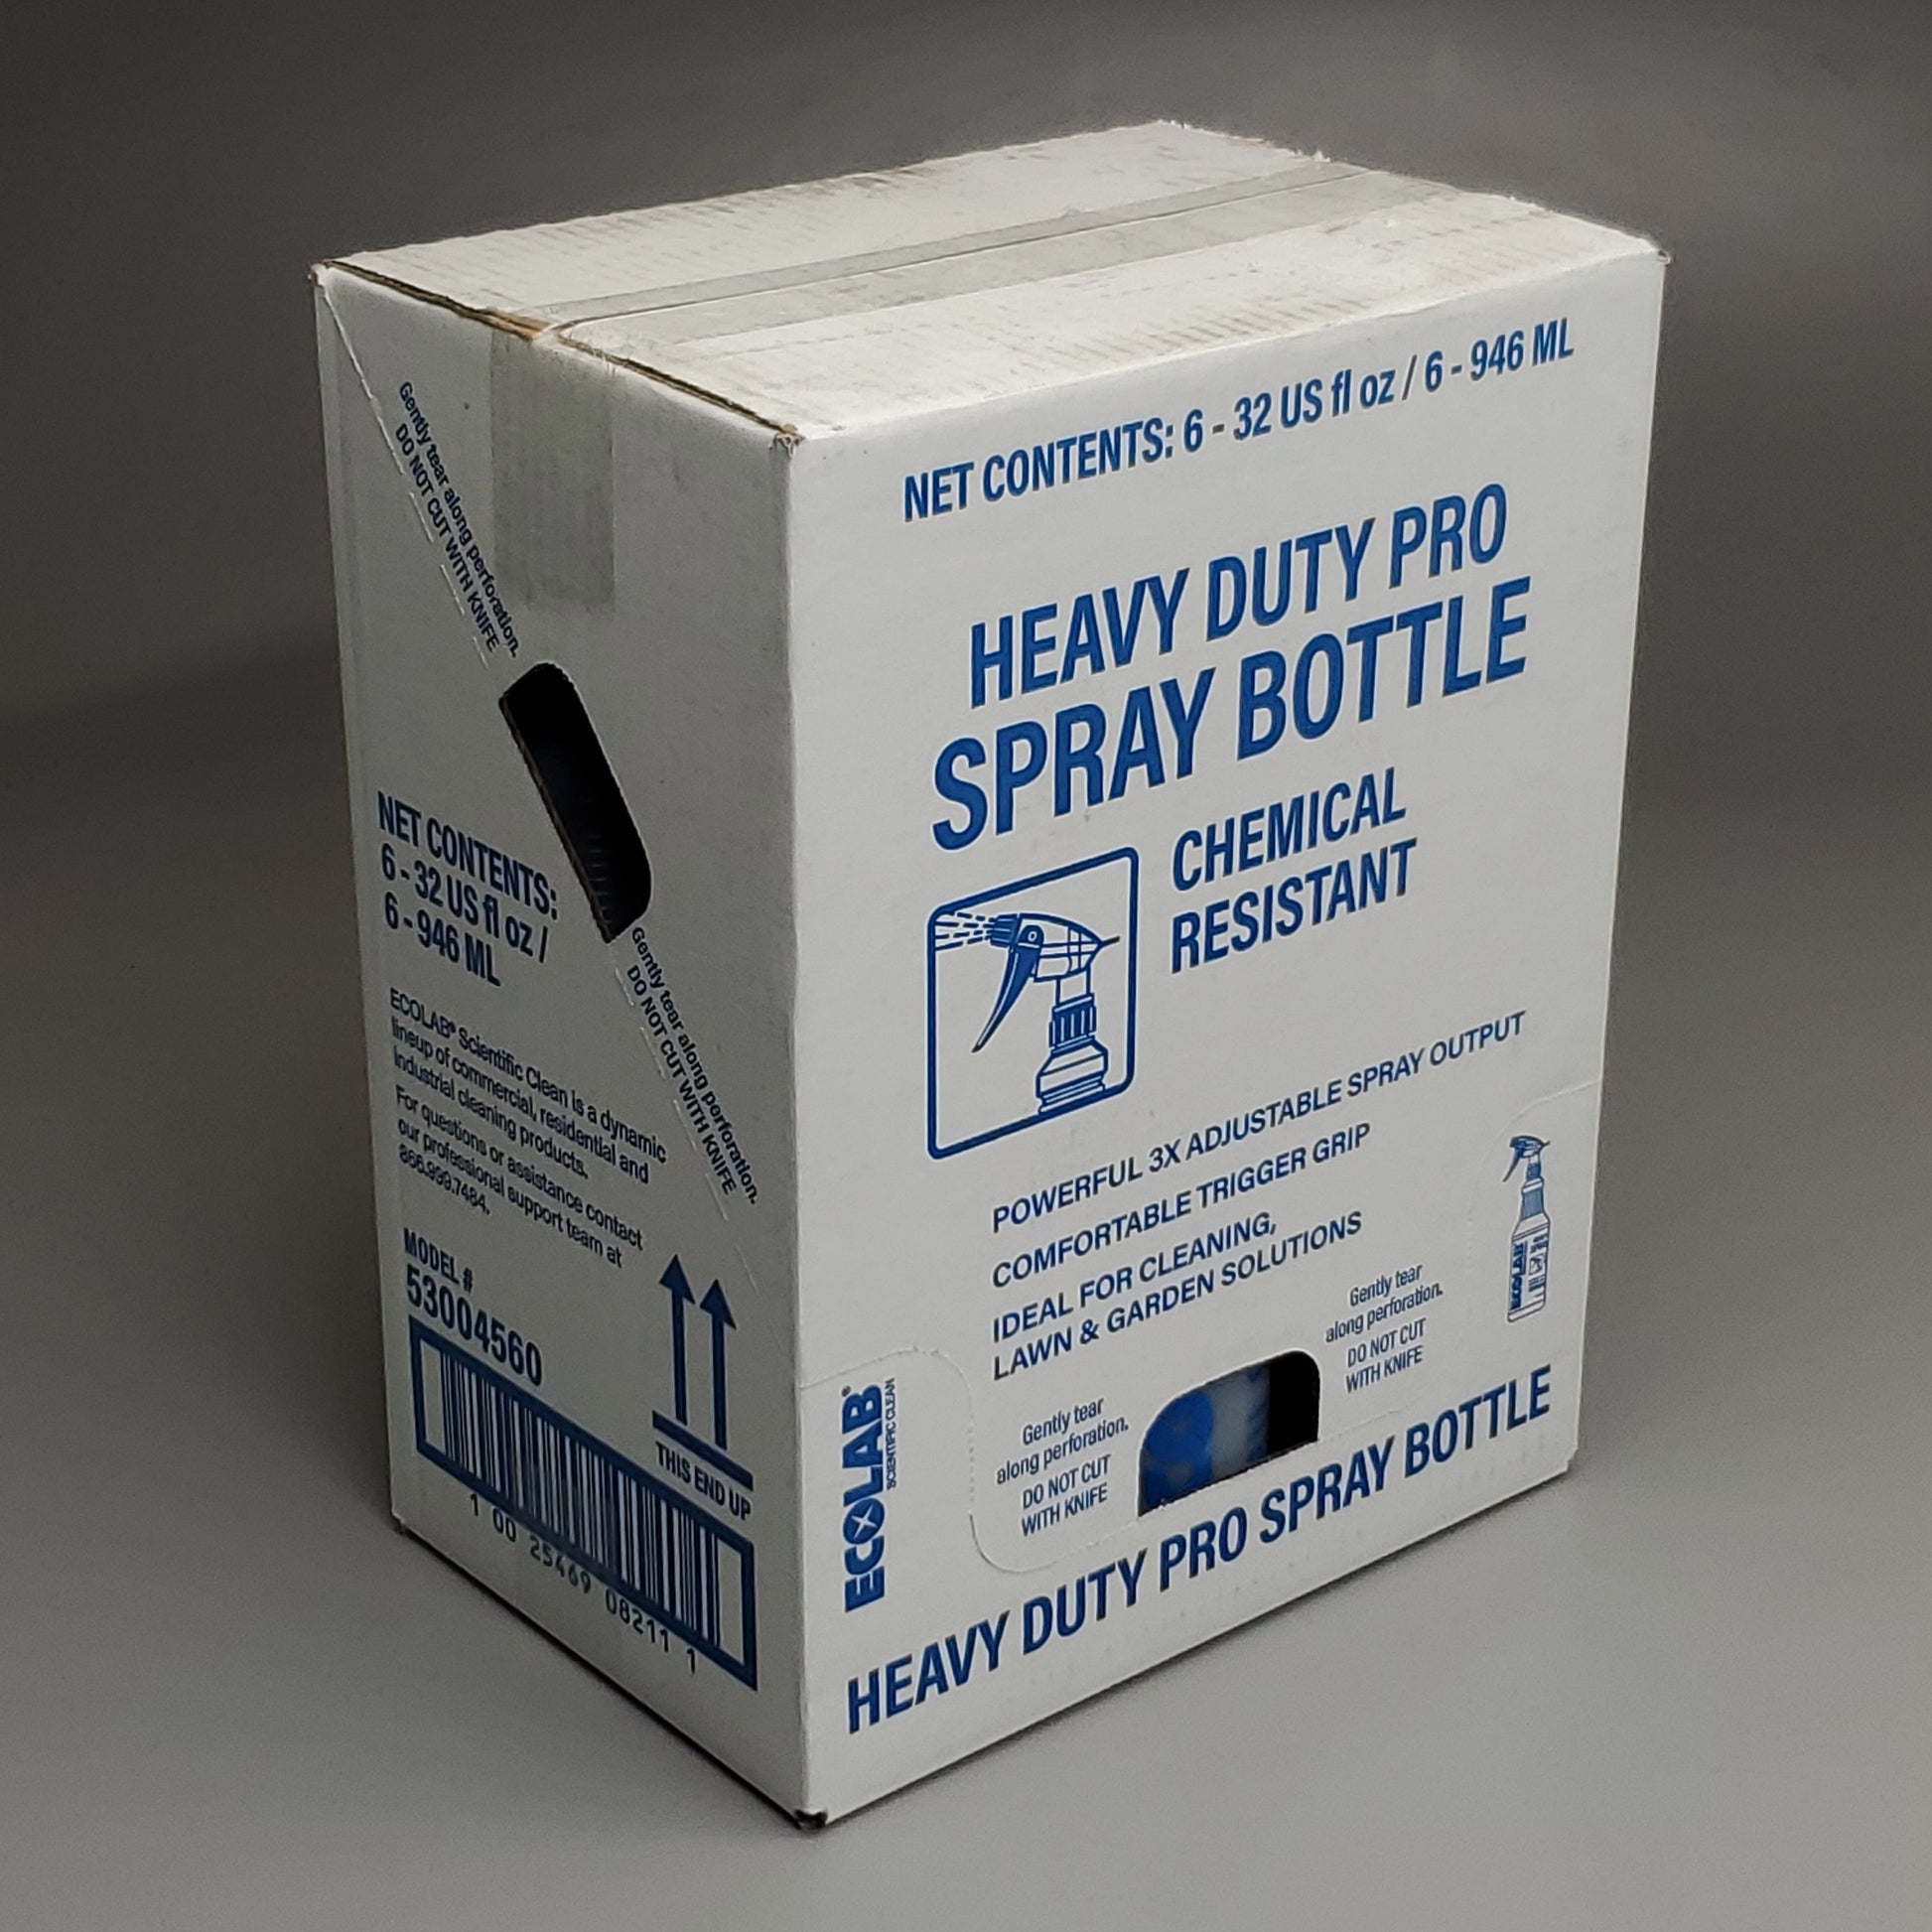 Gently tear along perforation.
DO NOT CUT WITH KNIFE
Gently tear along perforation.
DO NOT CUT WITH KNIFE
NET CONTENTS:
6 - 32 US fl oz /
6 - 946 ML
ECOLAB® Scientific Clean is a dynamic
lineup of commercial, residential and
industrial cleaning products.
For questions or assistance contact
our professional support team at
866.999.7484.
MODEL #
53004560
THIS END UP
1 00 25469 08211 1
NET CONTENTS: 6 - 32 US fl oz / 6 - 946 ML
HEAVY DUTY PRO
SPRAY BOTTLE
CHEMICAL
RESISTANT
POWERFUL 3X ADJUSTABLE SPRAY OUTPUT
COMFORTABLE TRIGGER GRIP
IDEAL FOR CLEANING,
LAWN & GARDEN SOLUTIONS
Gently tear
along perforation.
DO NOT CUT
WITH KNIFE
Gently tear
along perforation.
DO NOT CUT
WITH KNIFE
ECOLAB
ECOLAB®
SCIENTIFIC CLEAN
HEAVY DUTY PRO SPRAY BOTTLE